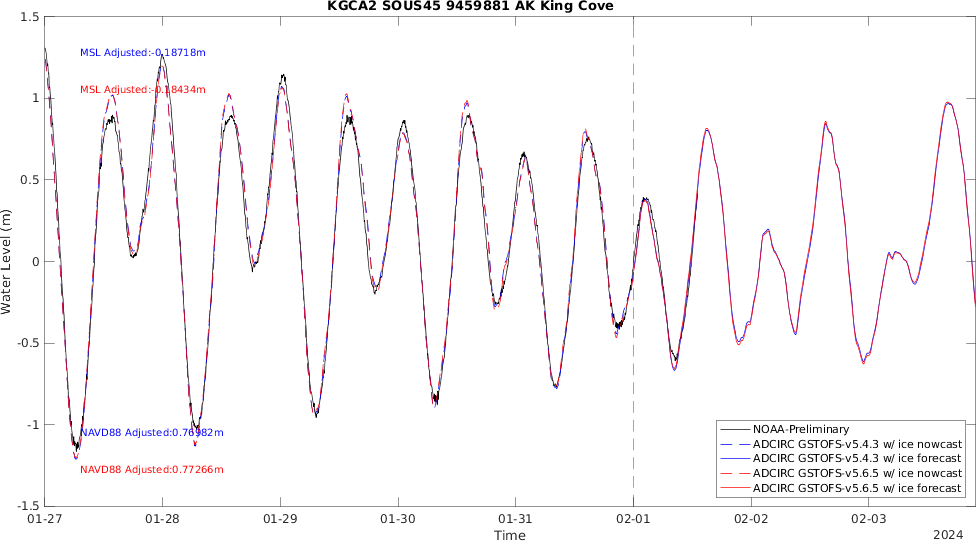 KGCA2 SOUS45 9459881 AK King Cove
1.5
1
0.5
0
-0.5
-1
-1.5
Water Level (m)
MSL Adjusted:-0.18718m
MSL Adjusted:-0.18434m
NAVD88 Adjusted:0.76982m
NAVD88 Adjusted:0.77266m
NOAA-Preliminary
ADCIRC GSTOFS-v5.4.3 w/ ice nowcast
ADCIRC GSTOFS-v5.4.3 w/ ice forecast
ADCIRC GSTOFS-v5.6.5 w/ ice nowcast
ADCIRC GSTOFS-v5.6.5 w/ ice forecast
01-27 01-28 01-29 01-30 01-31 02-01 02-02 02-03
Time
2024